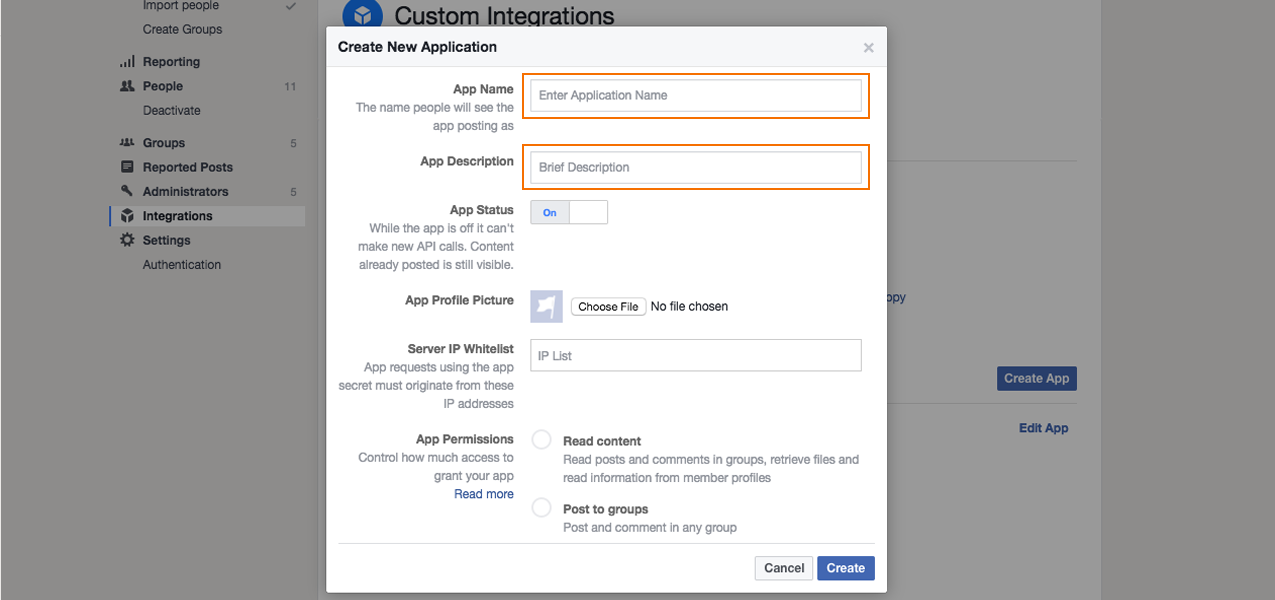 Import people
Create Groups
Reporting
People 11
Deactivate
Groups 5
Reported Posts
Administrators 5
Integrations
Settings
Authentication
Custom Integrations
Create New Application ×
App Name
The name people will see the
app posting as
Enter Application Name
App Description
Brief Description
App Status
While the app is off it can't
make new API calls. Content
already posted is still visible.
On
App Profile Picture
Choose File No file chosen
Server IP Whitelist
App requests using the app
secret must originate from these
IP addresses
IP List
App Permissions
Control how much access to
grant your app
Read more
Read content
Read posts and comments in groups, retrieve files and
read information from member profiles
Post to groups
Post and comment in any group
Cancel Create
opy
Create App
Edit App